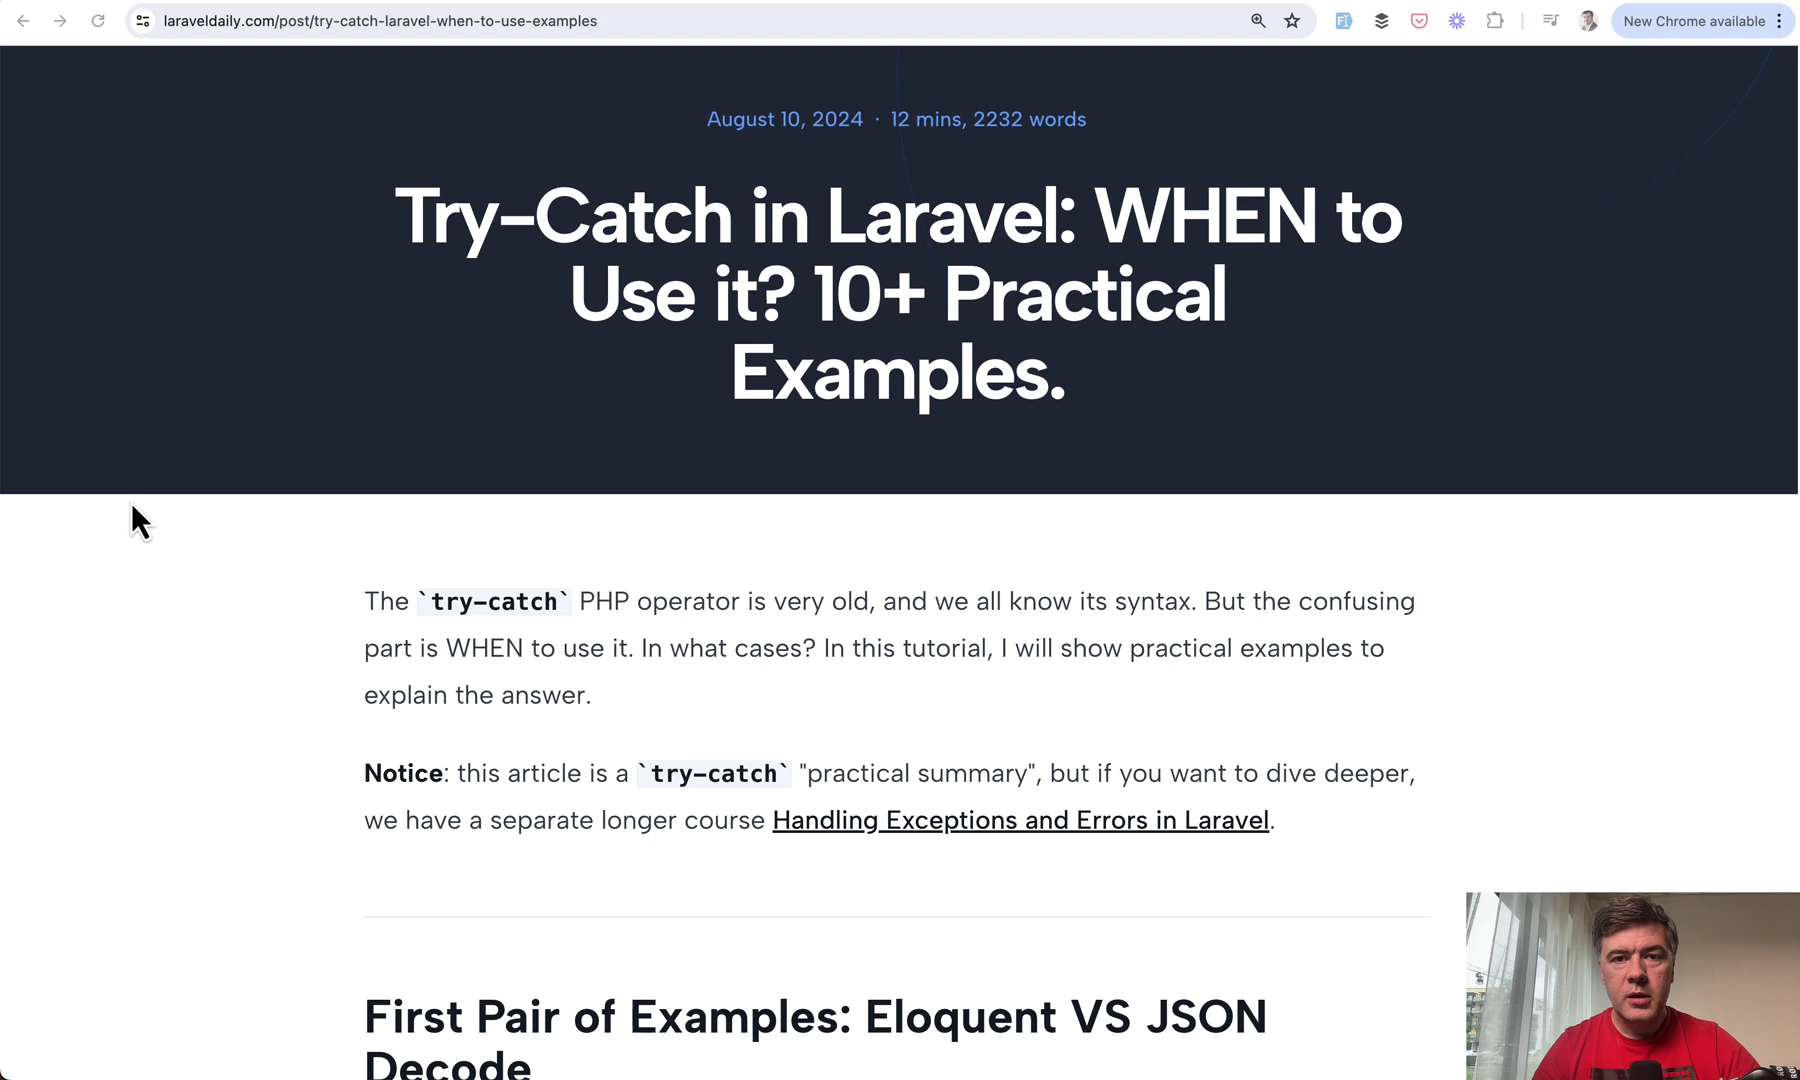 laraveldaily.com/post/try-catch-laravel-when-to-use-examples
New Chrome available
August 10, 2024 · 12 mins, 2232 words
Try-Catch in Laravel: WHEN to
Use it? 10+ Practical
Examples.
The `try-catch` PHP operator is very old, and we all know its syntax. But the confusing
part is WHEN to use it. In what cases? In this tutorial, I will show practical examples to
explain the answer.
Notice: this article is a `try-catch` "practical summary", but if you want to dive deeper,
we have a separate longer course Handling Exceptions and Errors in Laravel.
First Pair of Examples: Eloquent VS JSON
Decode